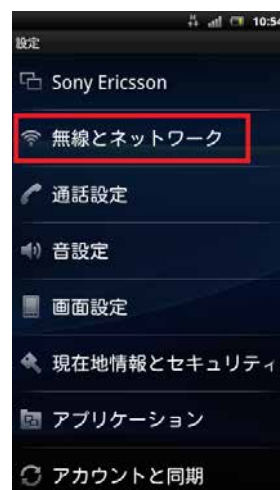 10:54
設定
Sony Ericsson
無線とネットワーク
通話設定
音設定
画面設定
現在地情報とセキュリティ
アプリケーション
アカウントと同期